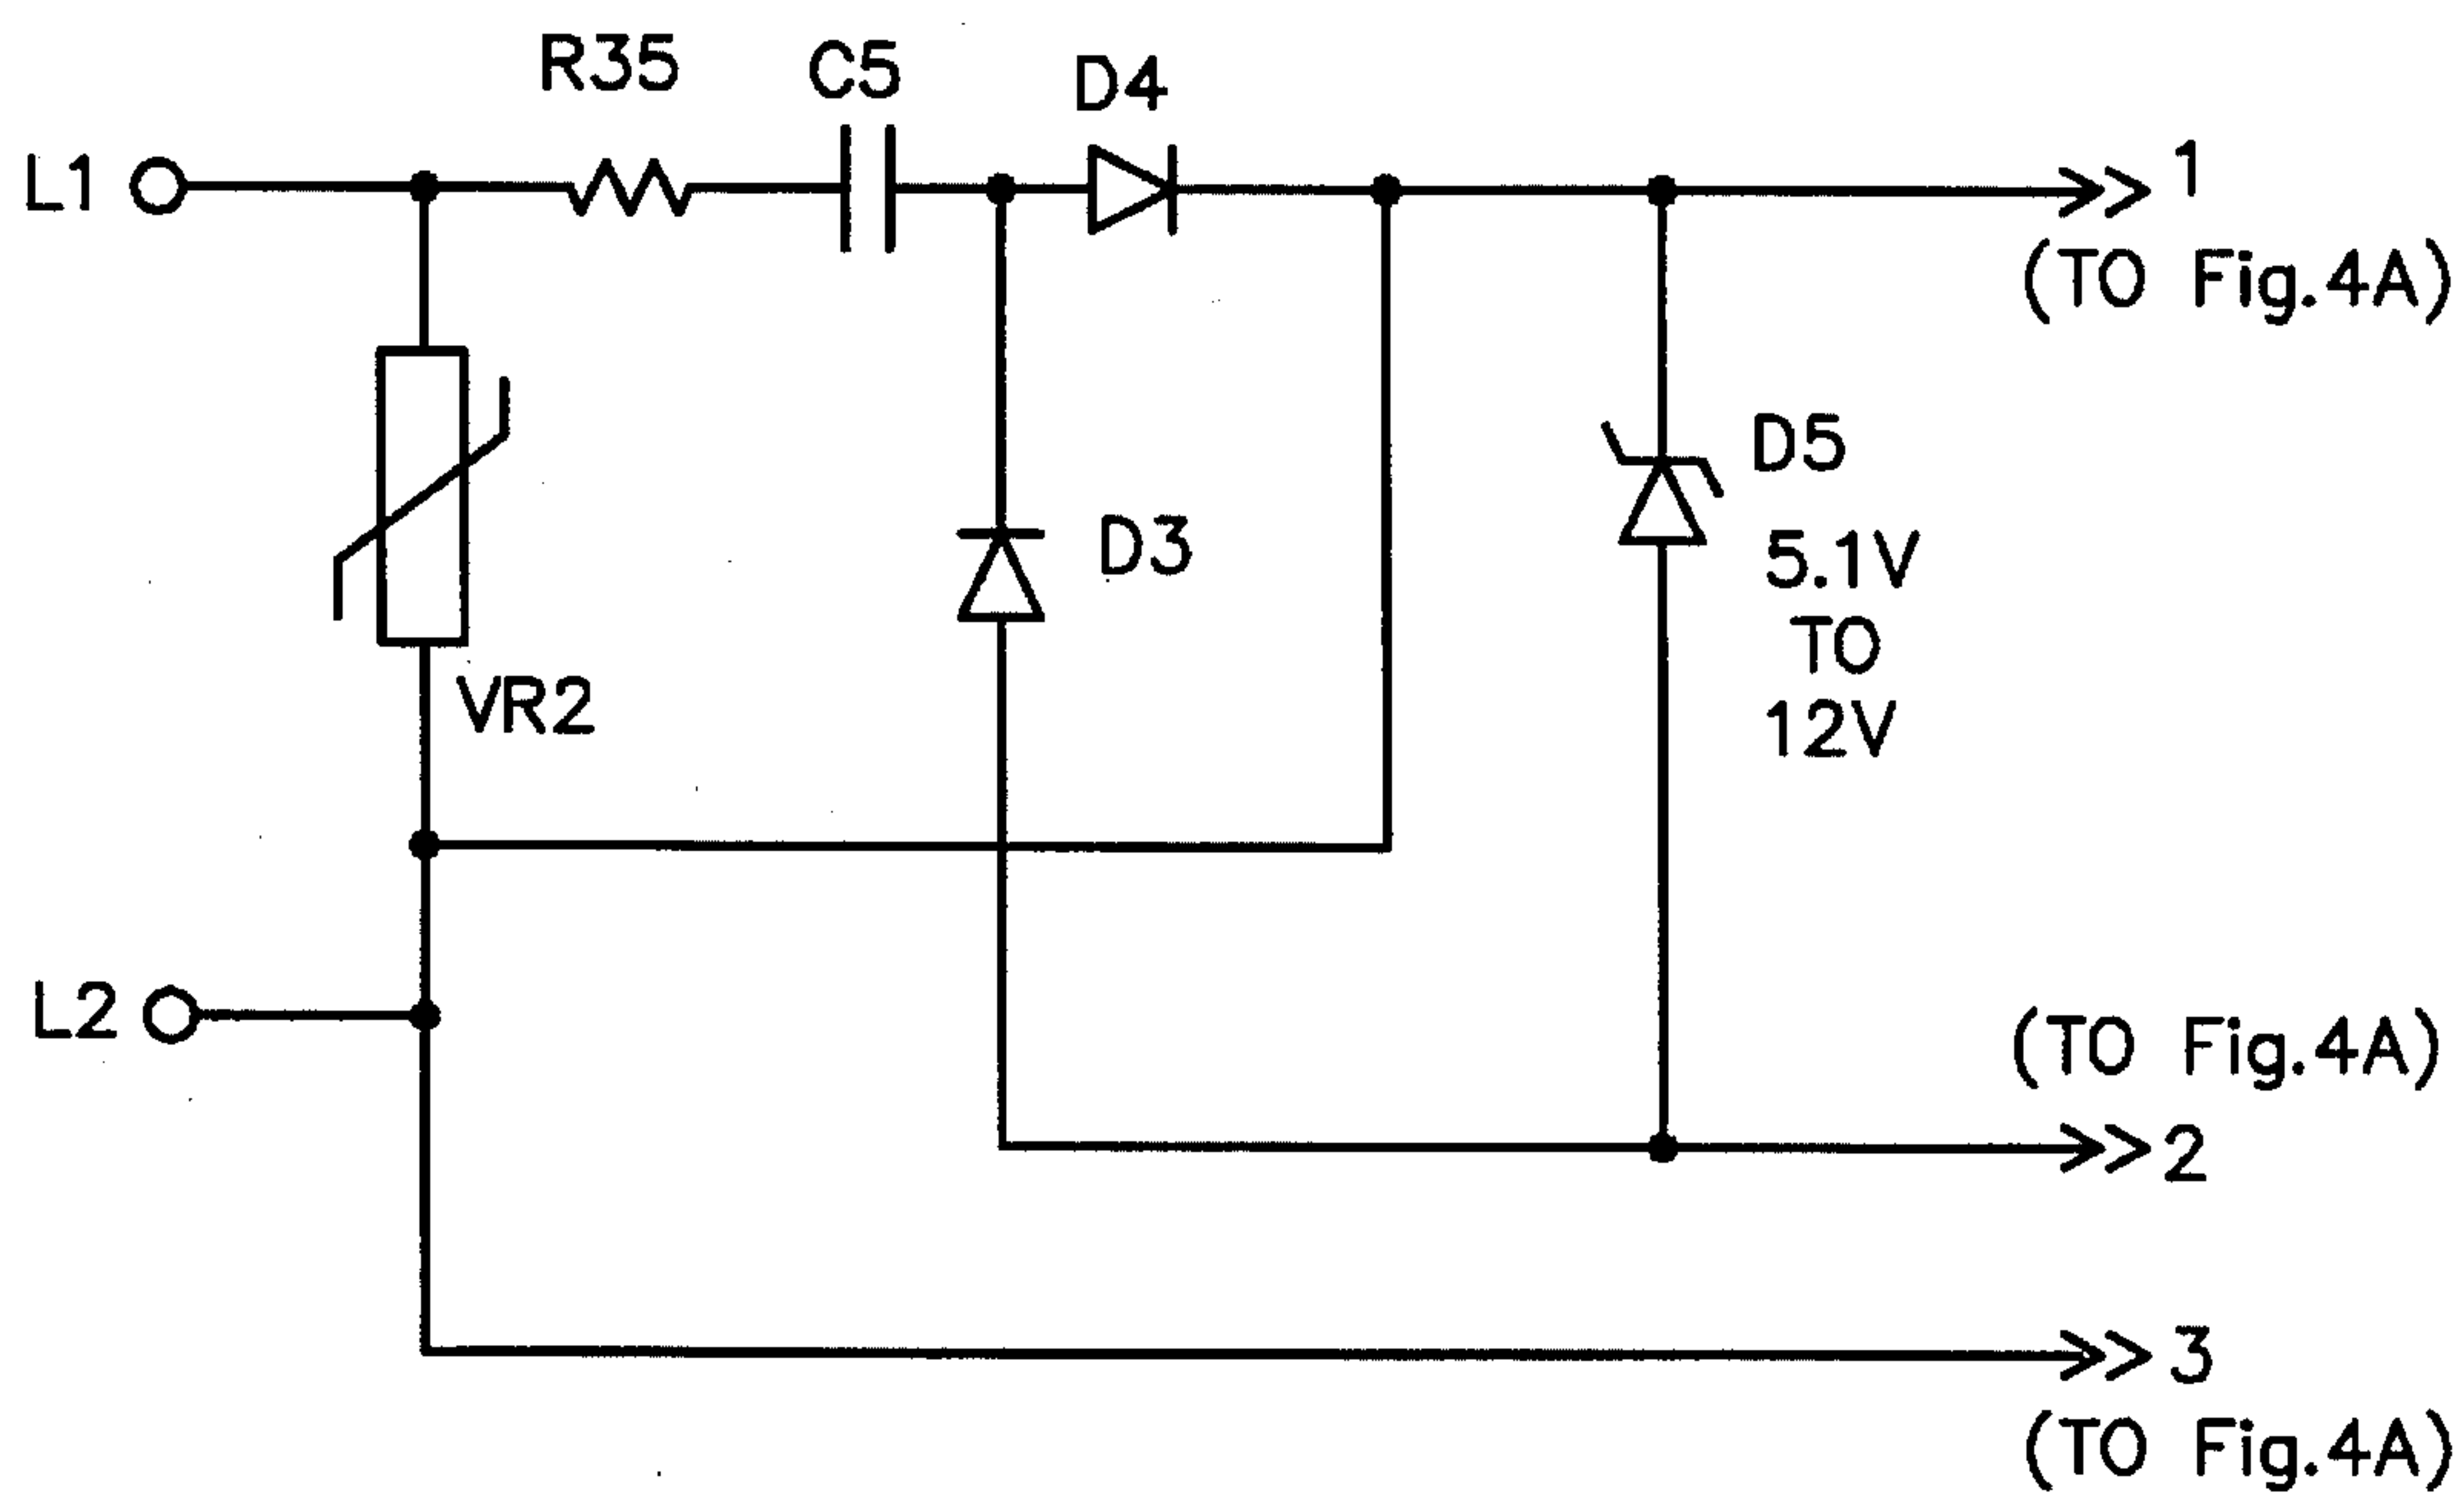 R35
C5
D4
L1
1
(TO Fig.4A)
D5
5.1V
TO
12V
D3
VR2
L2
(TO Fig.4A)
2
3
(TO Fig.4A)